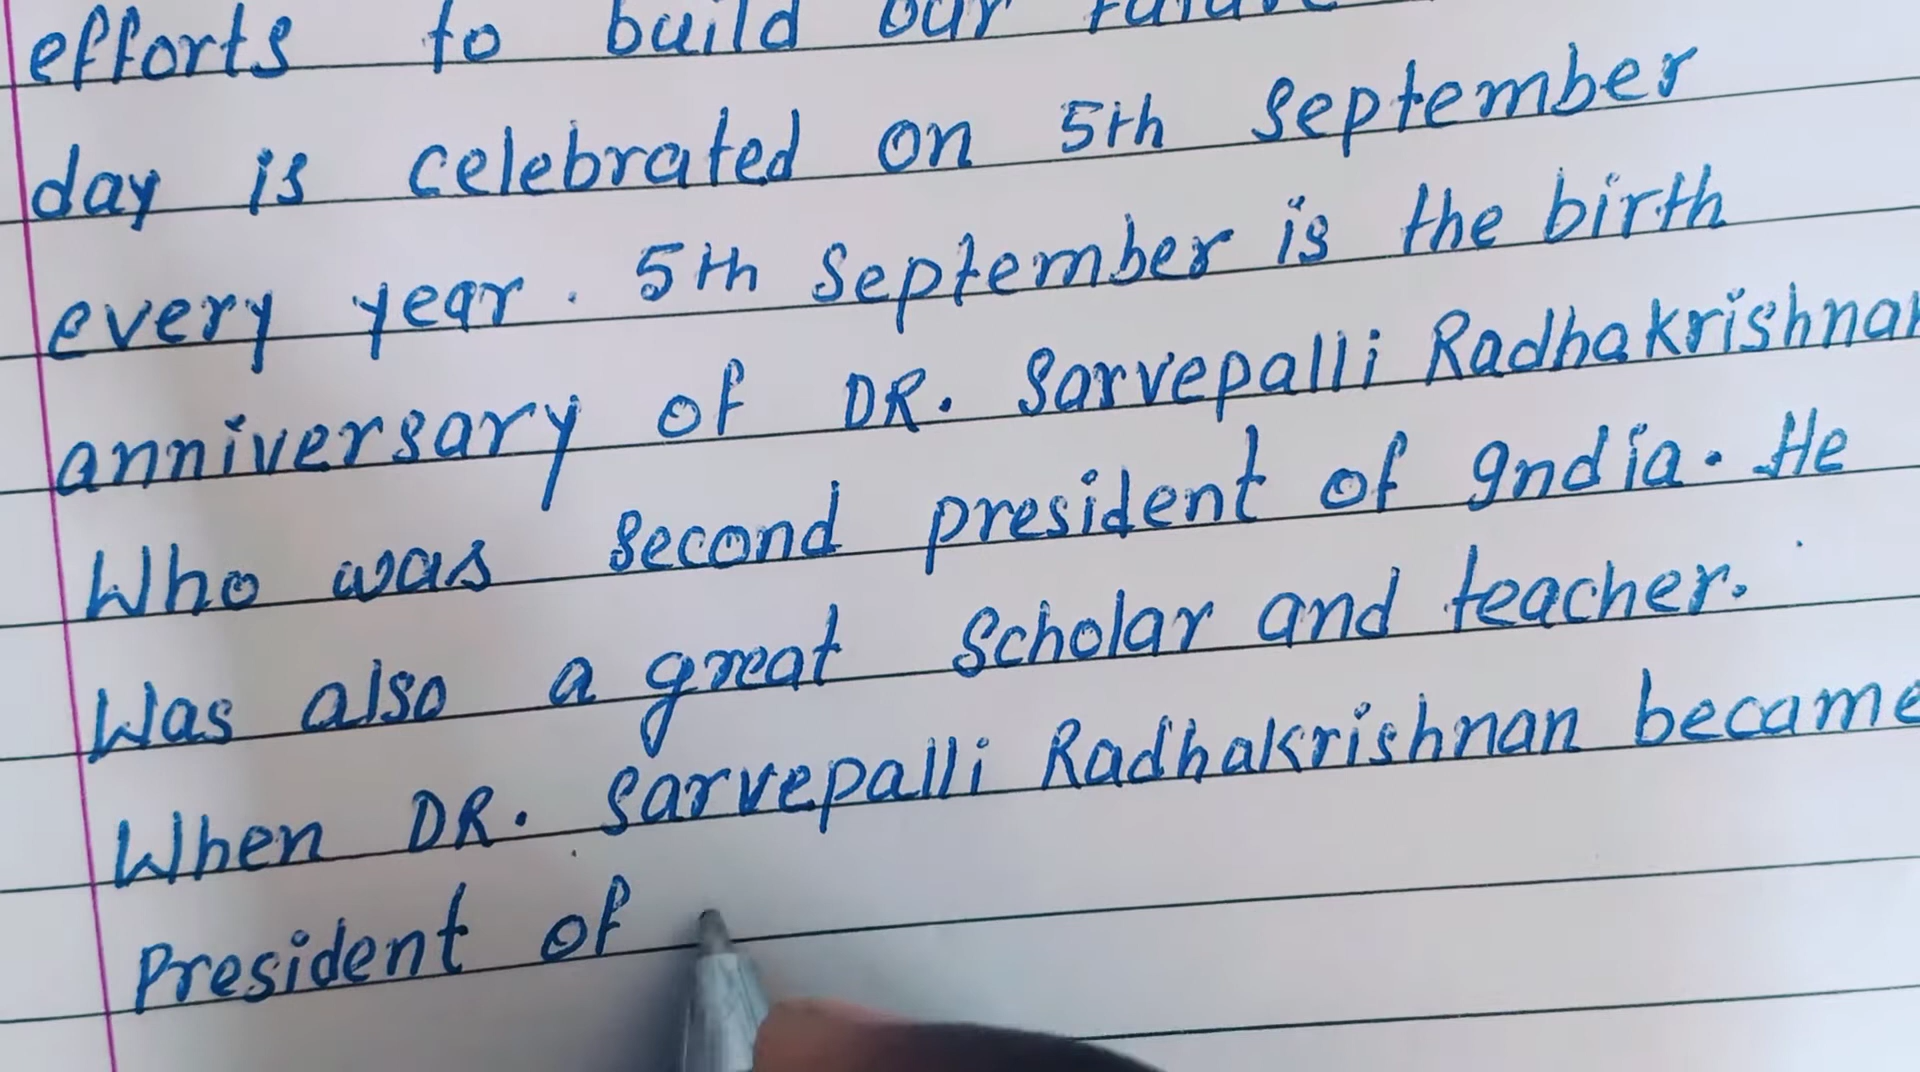 efforts to build our future
day is celebrated on 5th September
every year. 5th September is the birth
anniversary of DR. Sarvepalli Radhakrishnan
Who was second president of India. He
Was also a great Scholar and teacher.
When DR. Sarvepalli Radhakrishnan became
President of